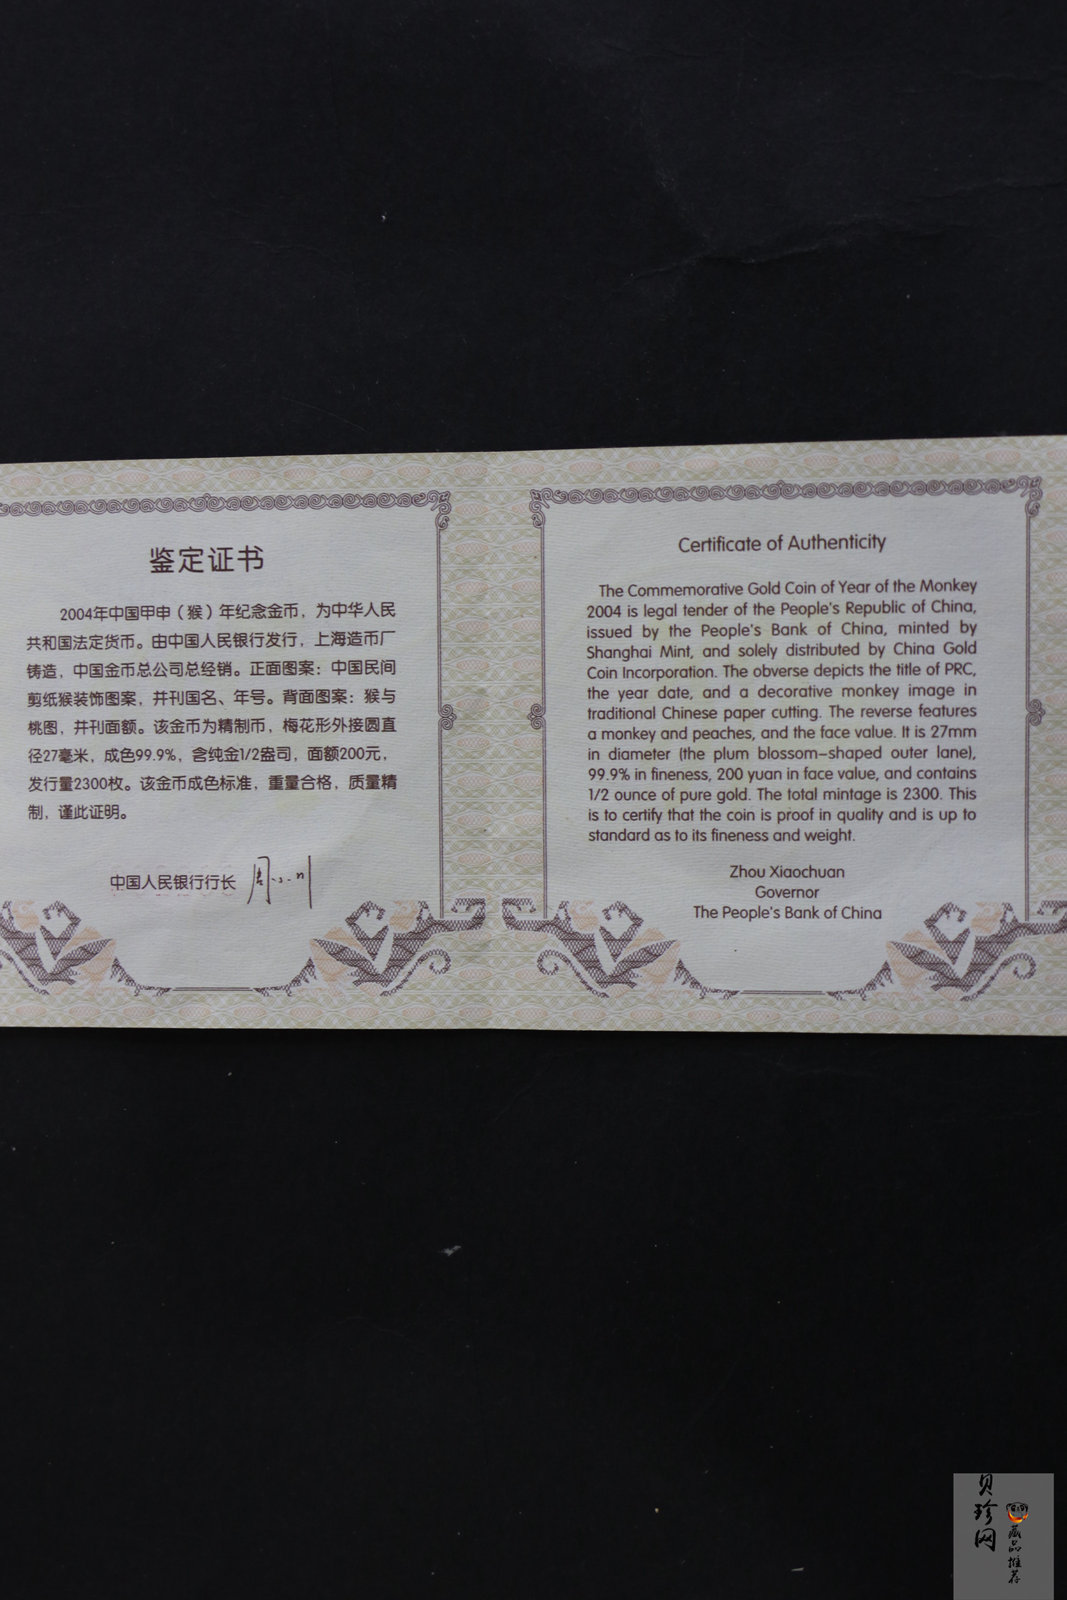 鉴定证书
2004年中国甲申（猴）年纪念金币，为中华人民
共和国法定货币。由中国人民银行发行，上海造币厂
铸造，中国金币总公司总经销。正面图案：中国民间
剪纸猴装饰图案，并刊国名、年号。背面图案：猴与
桃图，并刊面额。该金币为精制币，梅花形外接圆直
径27毫米，成色99.9%，含纯金1/2盎司，面额200元，
发行量2300枚。该金币成色标准，重量合格，质量精
制，谨此证明。
中国人民银行行长 周小川
Certificate of Authenticity
The Commemorative Gold Coin of Year of the Monkey
2004 is legal tender of the People's Republic of China,
issued by the People's Bank of China, minted by
Shanghai Mint, and solely distributed by China Gold
Coin Incorporation. The obverse depicts the title of PRC,
the year date, and a decorative monkey image in
traditional Chinese paper cutting. The reverse features
a monkey and peaches, and the face value. It is 27mm
in diameter (the plum blossom-shaped outer lane),
99.9% in fineness, 200 yuan in face value, and contains
1/2 ounce of pure gold. The total mintage is 2300. This
is to certify that the coin is proof in quality and is up to
standard as to its fineness and weight.
Zhou Xiaochuan
Governor
The People's Bank of China
贝珍网
藏品推荐